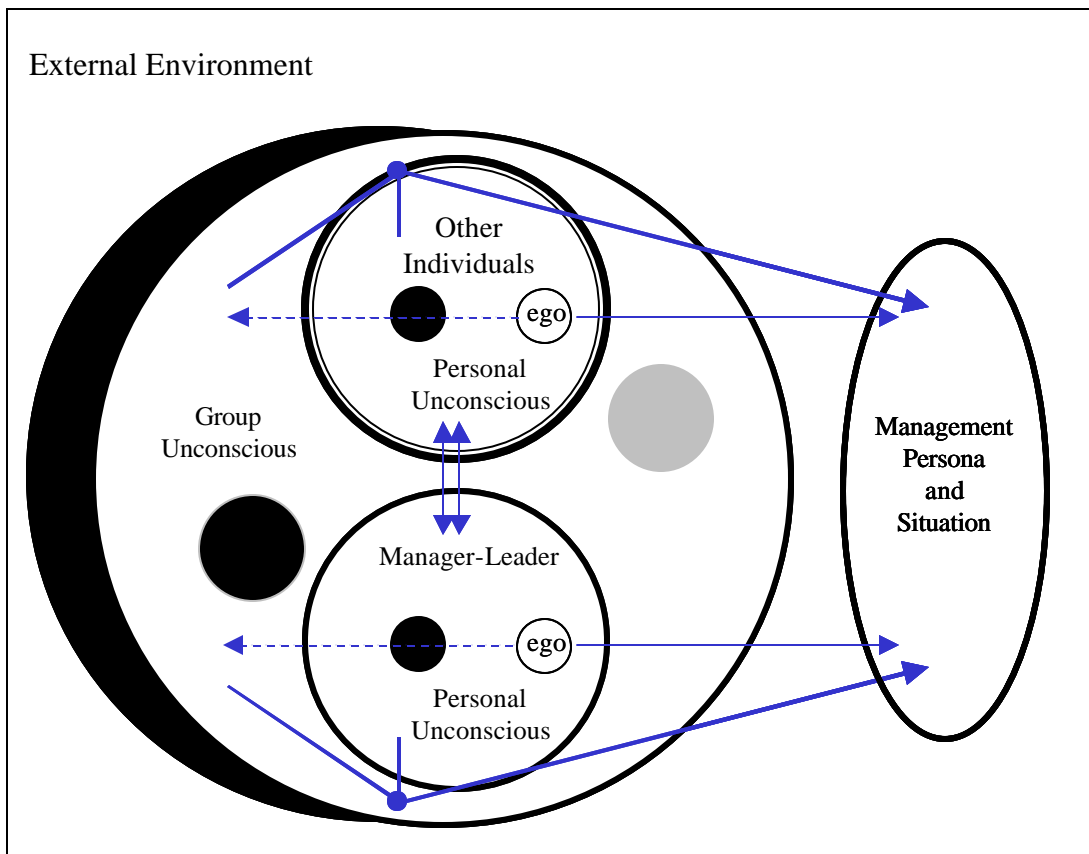 External Environment
Other
Individuals
ego
Personal
Unconscious
Group
Unconscious
Management
Persona
and
Situation
Manager-Leader
ego
Personal
Unconscious